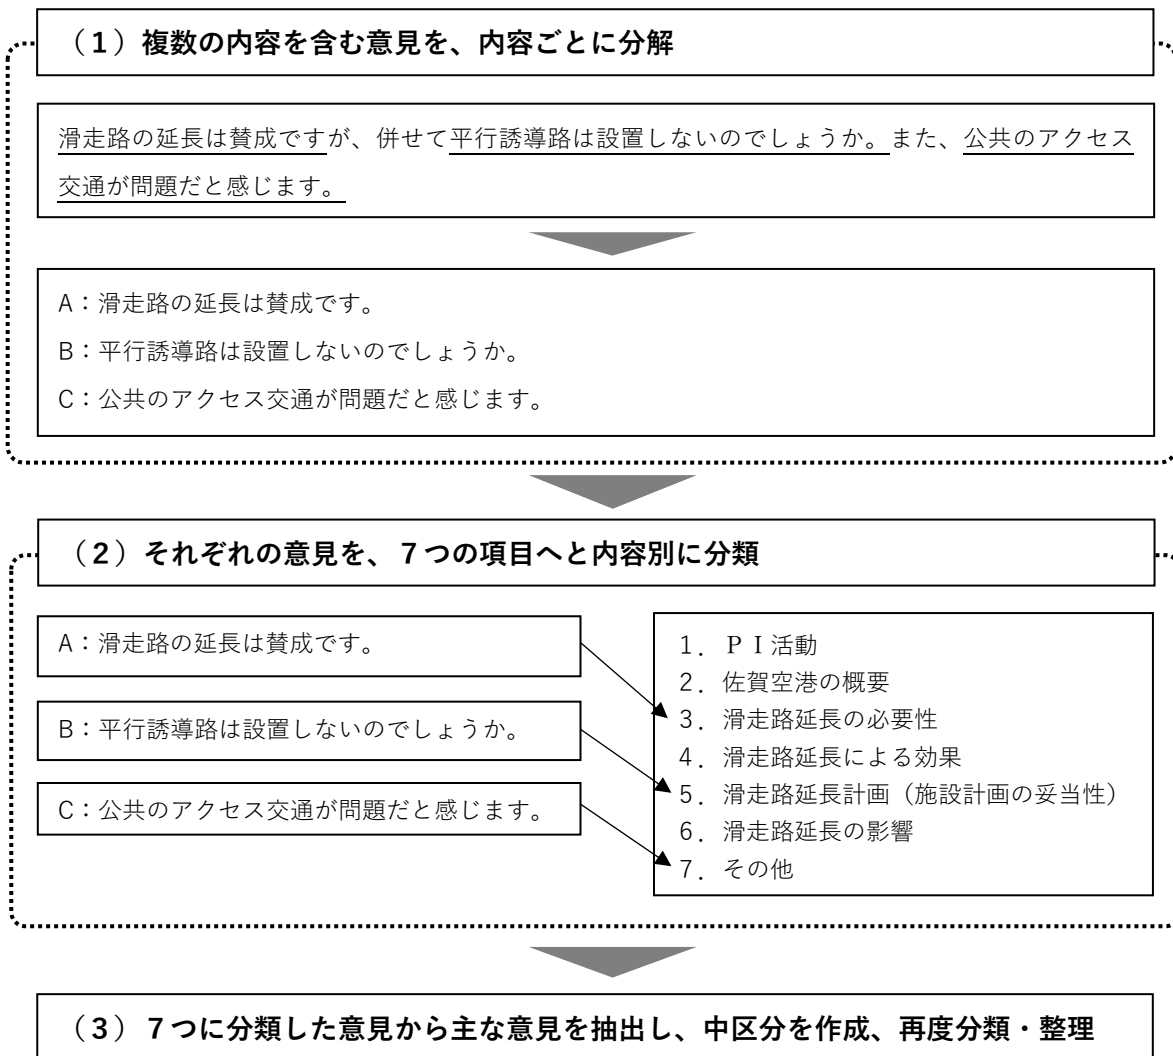 （１）複数の内容を含む意見を、内容ごとに分解
滑走路の延長は賛成ですが、併せて平行誘導路は設置しないのでしょうか。また、公共のアクセス
交通が問題だと感じます。
A：滑走路の延長は賛成です。
B：平行誘導路は設置しないのでしょうか。
C：公共のアクセス交通が問題だと感じます。
（２）それぞれの意見を、７つの項目へと内容別に分類
A：滑走路の延長は賛成です。
B：平行誘導路は設置しないのでしょうか。
C：公共のアクセス交通が問題だと感じます。
1．ＰＩ活動
2．佐賀空港の概要
3．滑走路延長の必要性
4．滑走路延長による効果
5．滑走路延長計画（施設計画の妥当性）
6．滑走路延長の影響
7．その他
（３）７つに分類した意見から主な意見を抽出し、中区分を作成、再度分類・整理